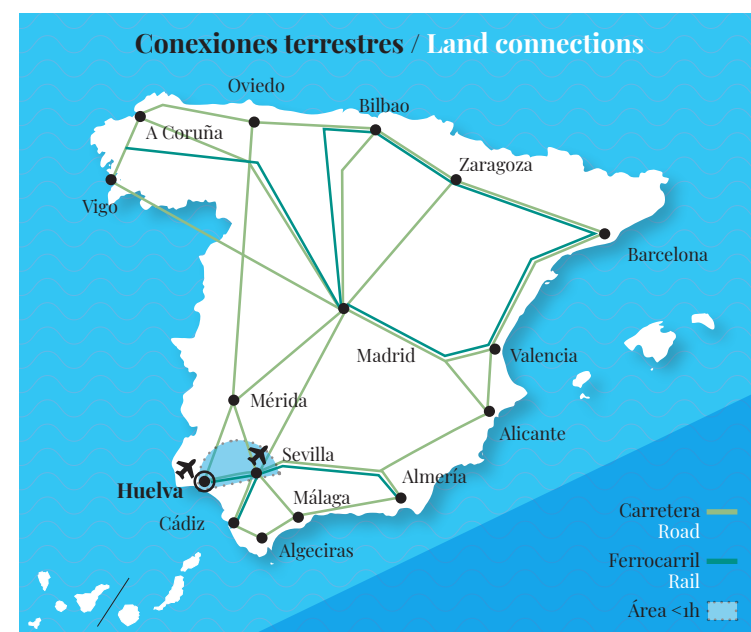 Conexiones terrestres / Land connections
Oviedo
Bilbao
A Coruña
Zaragoza
Vigo
Barcelona
Madrid
Valencia
Mérida
Alicante
Sevilla
Almería
Huelva
Málaga
Cádiz
Algeciras
Carretera
Road
Ferrocarril
Rail
Área <1h